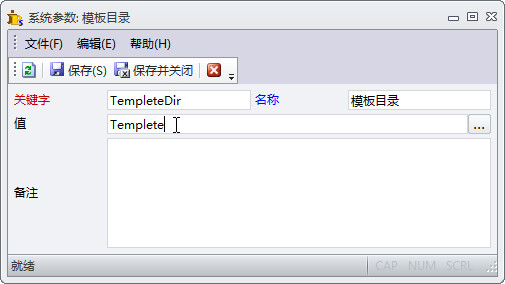 系统参数: 模板目录
文件(F) 编辑(E) 帮助(H)
保存(S) 保存并关闭
关键字 TempleteDir 名称 模板目录
值 Templete ...
备注
就绪 CAP NUM SCRL